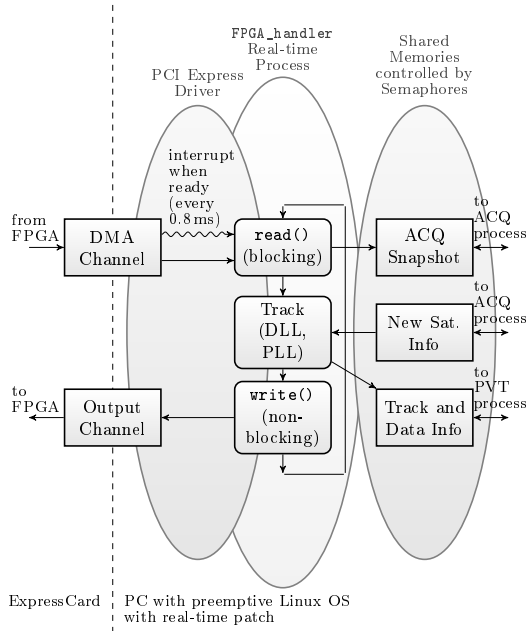 FPGA_handler
Real-time
Process
Shared
Memories
controlled by
Semaphores
PCI Express
Driver
interrupt
when
ready
(every
0.8 ms)
from
FPGA
DMA
Channel
read()
(blocking)
ACQ
Snapshot
to
ACQ
process
Track
(DLL,
PLL)
New Sat.
Info
to
ACQ
process
to
FPGA
Output
Channel
write()
(non-
blocking)
Track and
Data Info
to
PVT
process
ExpressCard
PC with preemptive Linux OS
with real-time patch